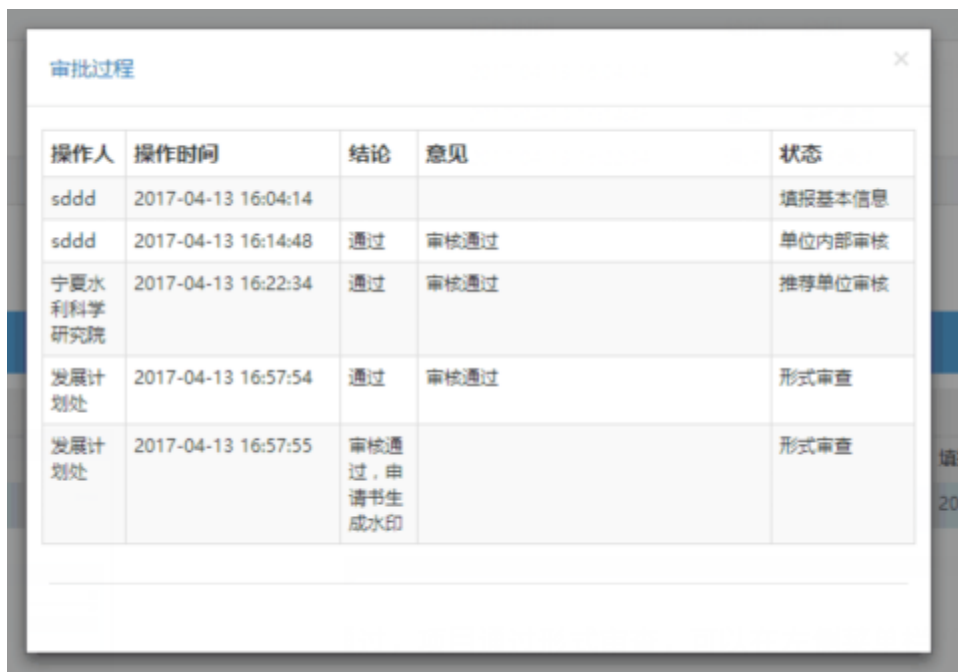 审批过程
×
操作人 操作时间 结论 意见 状态
sddd 2017-04-13 16:04:14 填报基本信息
sddd 2017-04-13 16:14:48 通过 审核通过 单位内部审核
宁夏水 2017-04-13 16:22:34 通过 审核通过 推荐单位审核
利科学
研究院
发展计 2017-04-13 16:57:54 通过 审核通过 形式审查
划处
发展计 2017-04-13 16:57:55 审核通 形式审查
划处 过，申
请书生
成水印
填
20